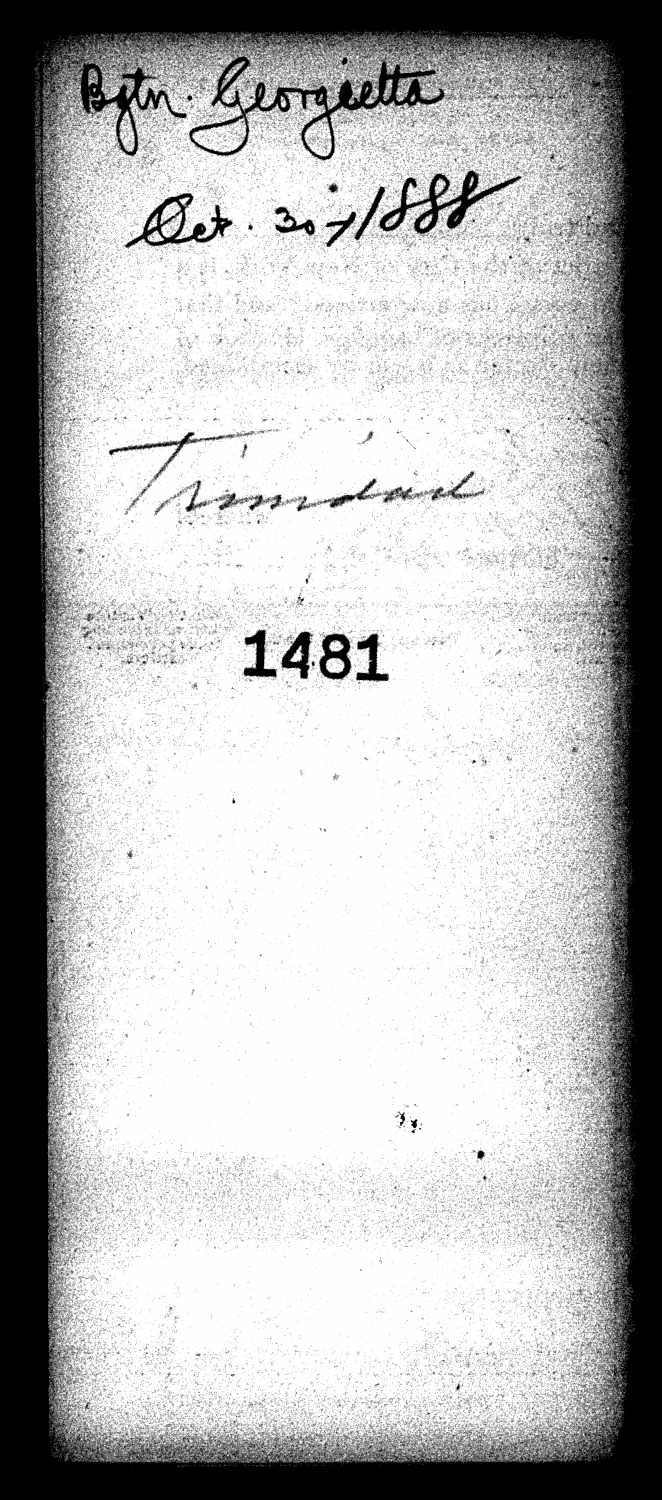 Bgtn. Georgietta
Oct. 30-/1888
Trinidad
1481